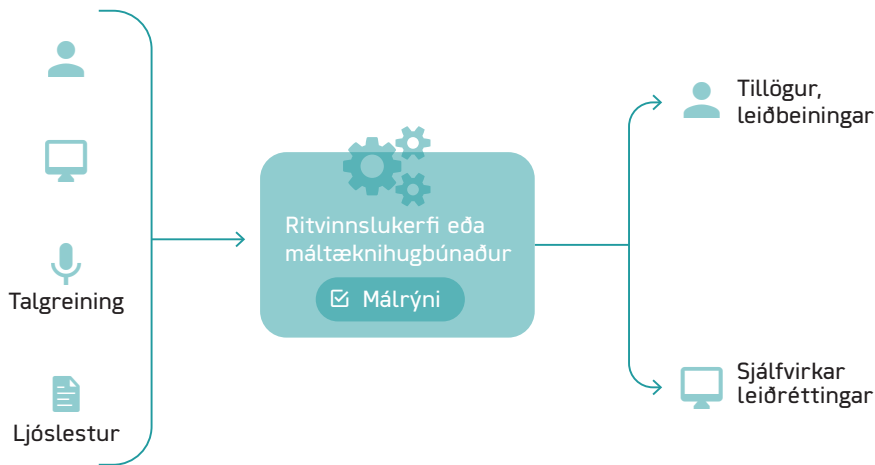 Talgreining
Ljóslestur
Ritvinnslukerfi eða
máltæknihugbúnaður
Málrýni
Tillögur,
leiðbeiningar
Sjálfvirkar
leiðréttingar